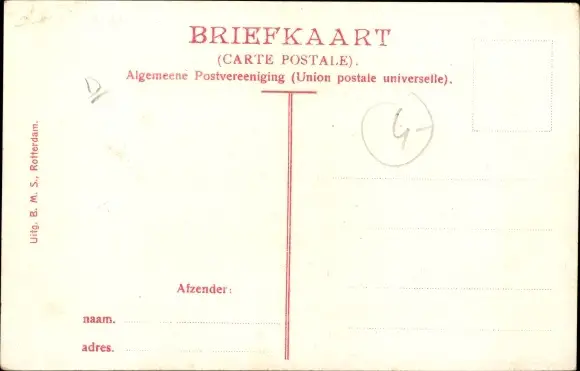 BRIEFKAART
(CARTE POSTALE).
Algemeene Postvereeniging (Union postale universelle).
D
4-
Uitg. B. M. S., Rotterdam.
Afzender:
naam.
adres.